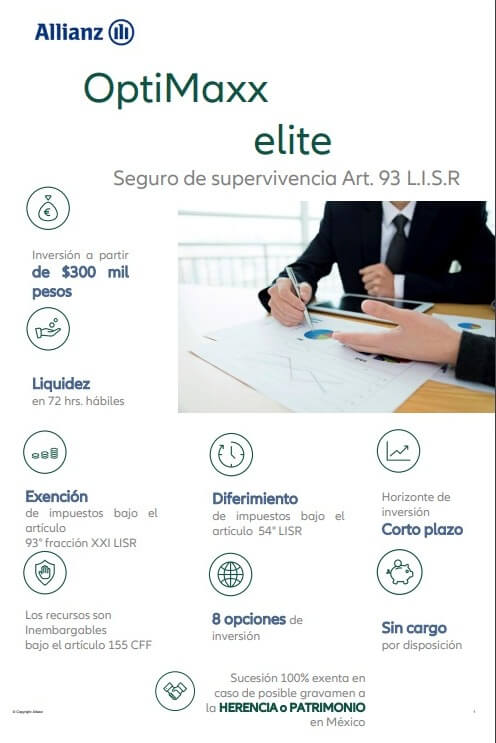 Allianz
OptiMaxx
elite
Seguro de supervivencia Art. 93 L.I.S.R
Inversión a partir
de $300 mil
pesos
Liquidez
en 72 hrs. hábiles
Exención
de impuestos bajo el
artículo
93° fracción XXI LISR
Diferimiento
de impuestos bajo el
artículo 54° LISR
Horizonte de
inversión
Corto plazo
Los recursos son
Inembargables
bajo el artículo 155 CFF
8 opciones de
inversión
Sin cargo
por disposición
Sucesión 100% exenta en
caso de posible gravamen a
la HERENCIA o PATRIMONIO
en México
© Copyright Allianz
1